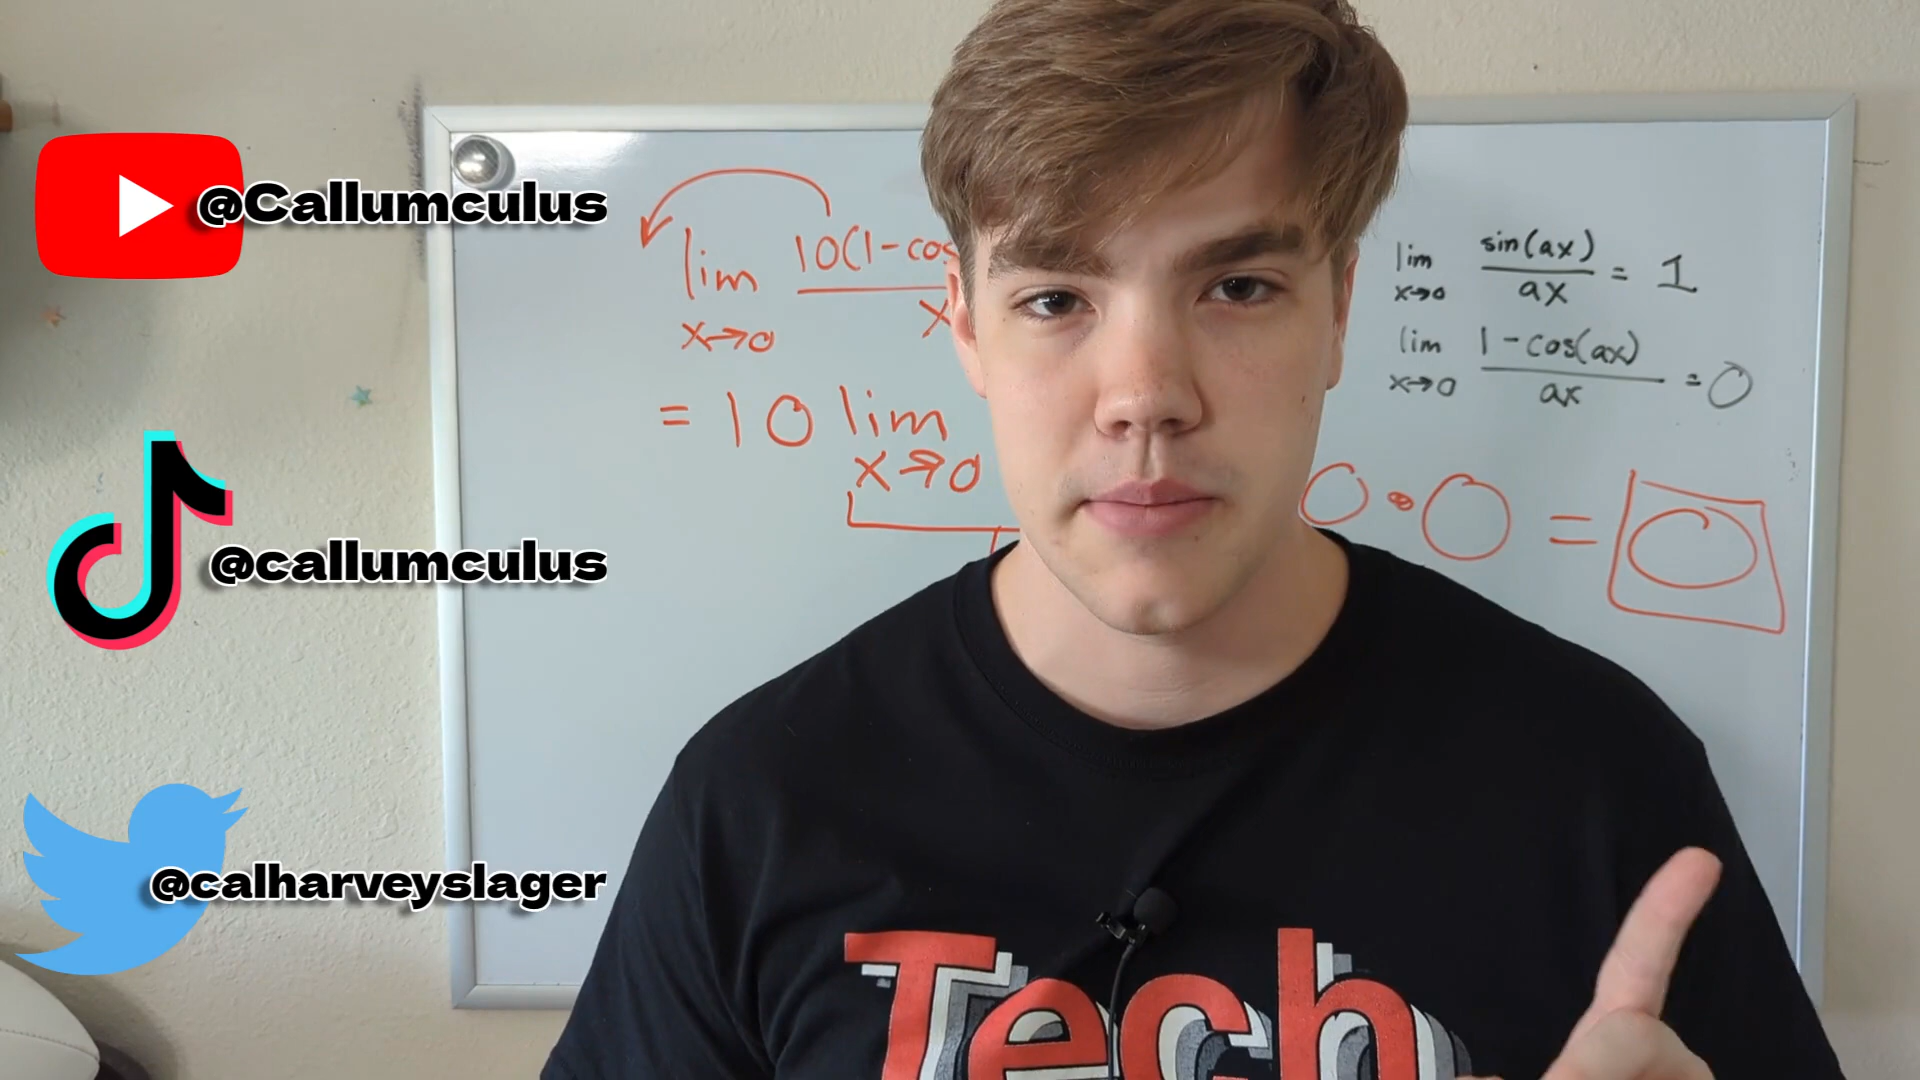 @Callumculus
@callumculus
@calharveyslager
lim 10(1-cos
x→0 x
= 10 lim
x→0
lim sin(ax) = 1
x→0 ax
lim 1-cos(ax) = 0
x→0 ax
0 • 0 = 0
Tech